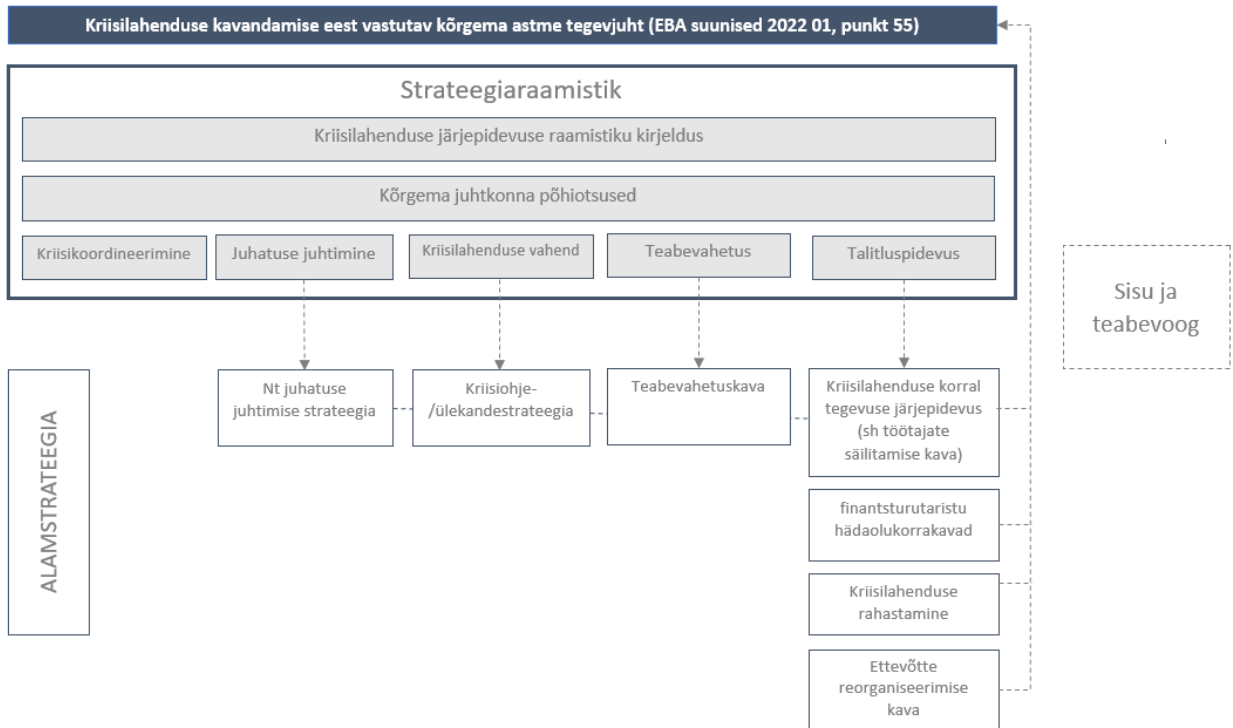 Kriisilahenduse kavandamise eest vastutav kõrgema astme tegevjuht (EBA suunised 2022 01, punkt 55)
Strateegiaraamistik
Kriisilahenduse järjepidevuse raamistiku kirjeldus
Kõrgema juhtkonna põhiotsused
Kriisikoordineerimine
Juhatuse juhtimine
Kriisilahenduse vahend
Teabevahetus
Talitluspidevus
Sisu ja
teabevoog
ALAMSTRATEEGIA
Nt juhatuse
juhtimise strateegia
Kriisiohje-
/ülekandestrateegia
Teabevahetuskava
Kriisilahenduse korral
tegevuse järjepidevus
(sh töötajate
säilitamise kava)
finantsturutaristu
hädaolukorrakavad
Kriisilahenduse
rahastamine
Ettevõtte
reorganiseerimise
kava